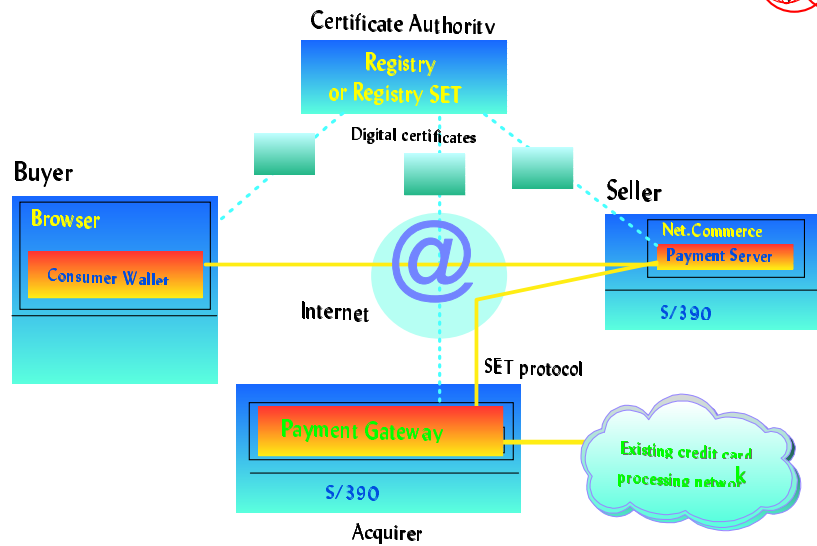 Certificate Authority
Registry
or Registry SET
Digital certificates
Buyer
Seller
Browser
Net.Commerce
Consumer Wallet
Payment Server
@
Internet
S/390
SET protocol
Payment Gateway
Existing credit card
processing network
S/390
Acquirer